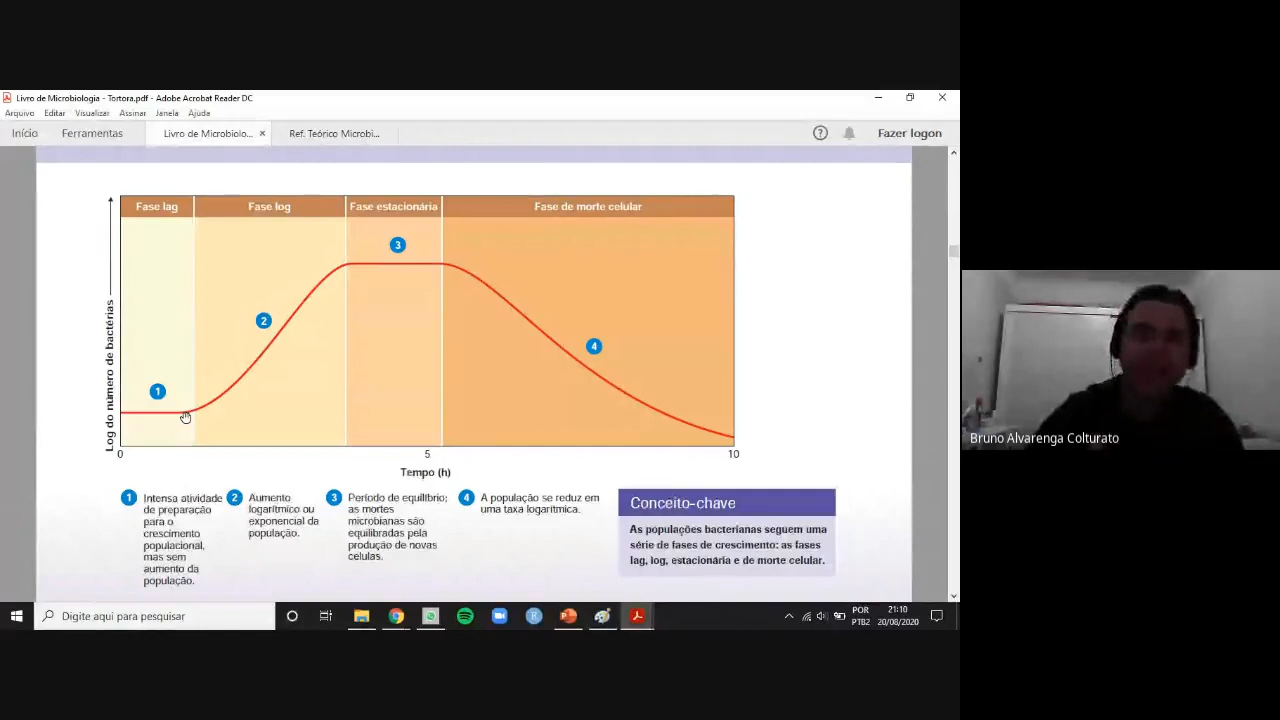 Livro de Microbiologia - Tortora.pdf - Adobe Acrobat Reader DC
Arquivo Editar Visualizar Assinar Janela Ajuda
Início Ferramentas Livro de Microbiolo... × Ref. Teórico Microbi... ? Fazer logon
Fase lag Fase log Fase estacionária Fase de morte celular
Log do número de bactérias
3
2
4
1
0 5 10
Tempo (h)
1 Intensa atividade
de preparação
para o
crescimento
populacional,
mas sem
aumento da
população.
2 Aumento
logarítmico ou
exponencial da
população.
3 Período de equilíbrio;
as mortes
microbianas são
equilibradas pela
produção de novas
células.
4 A população se reduz em
uma taxa logarítmica.
Conceito-chave
As populações bacterianas seguem uma
série de fases de crescimento: as fases
lag, log, estacionária e de morte celular.
Bruno Alvarenga Colturato
Digite aqui para pesquisar
R
POR
PTB2
21:10
20/08/2020